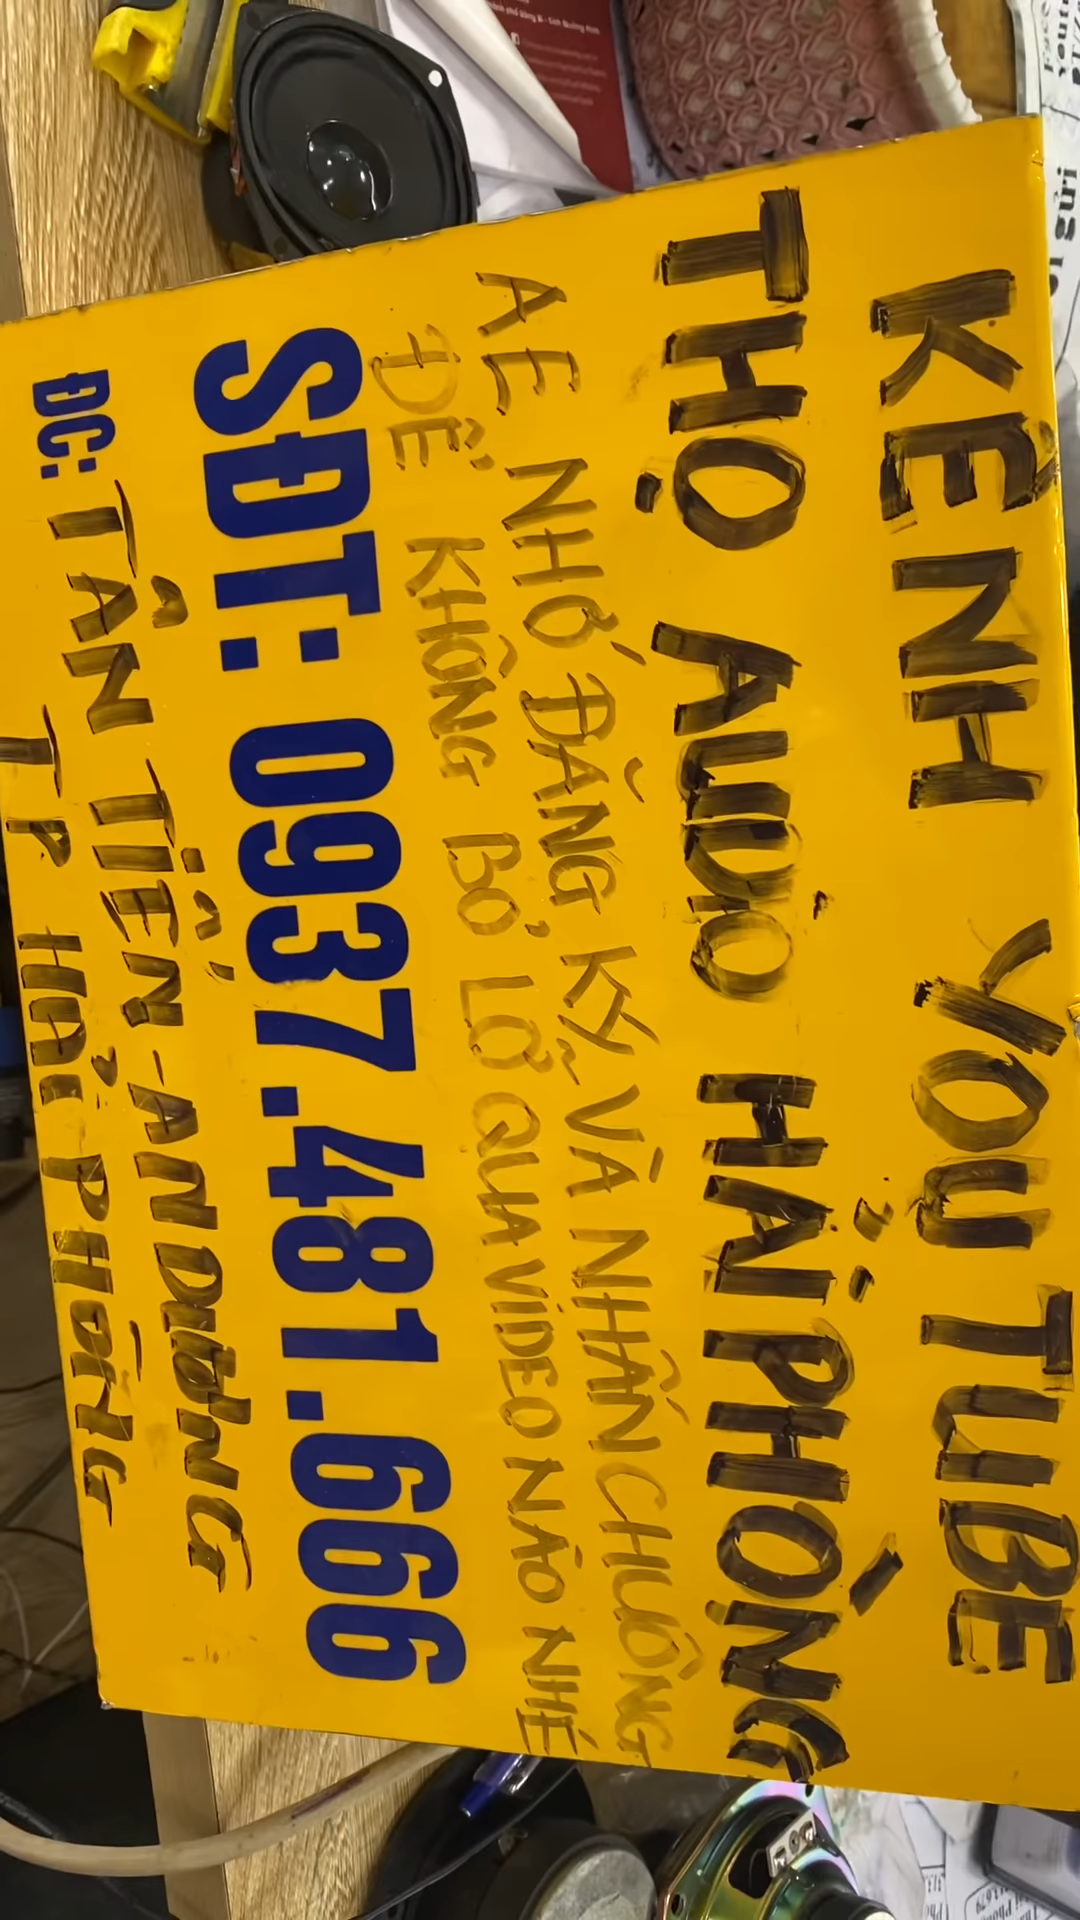 KÊNH YOUTUBE
THỌ AUDIO HẢI PHÒNG
AE NHỚ ĐĂNG KÝ VÀ NHẤN CHUÔNG
ĐỂ KHÔNG BỎ LỠ QUA VIDEO NÀO NHÉ
SĐT: 0937.481.666
ĐC: TÂN TIẾN - AN DƯƠNG
TP HẢI PHÒNG
gửi